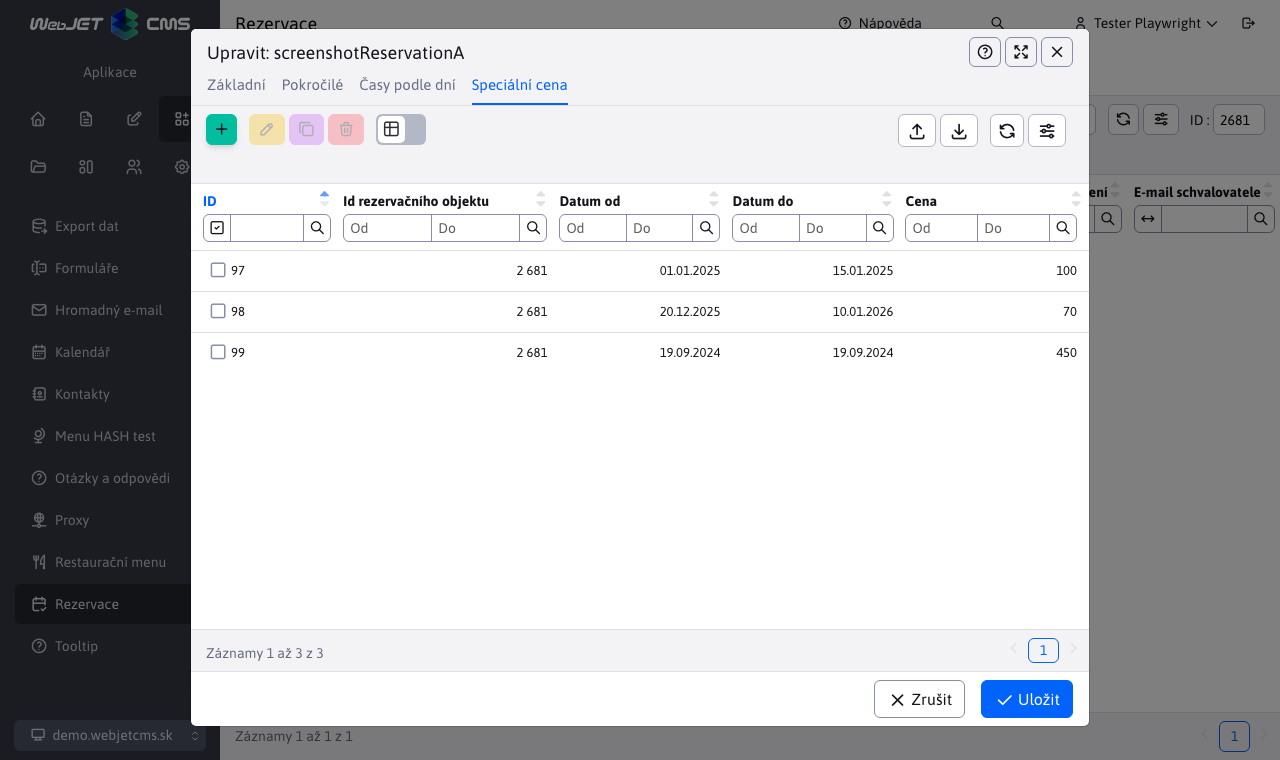 WebJET CMS
Rezervace
Nápověda
Tester Playwright
Aplikace
ID :
2681
ení
E-mail schvalovatele
Export dat
Formuláře
Hromadný e-mail
Kalendář
Kontakty
Menu HASH test
Otázky a odpovědi
Proxy
Restaurační menu
Rezervace
Tooltip
demo.webjetcms.sk
Záznamy 1 až 1 z 1
1
Upravit: screenshotReservationA
Základní
Pokročilé
Časy podle dní
Speciální cena
ID
Id rezervačního objektu
Datum od
Datum do
Cena
Od Do
Od Do
Od Do
Od Do
97 2 681 01.01.2025 15.01.2025 100
98 2 681 20.12.2025 10.01.2026 70
99 2 681 19.09.2024 19.09.2024 450
Záznamy 1 až 3 z 3
1
Zrušit
Uložit